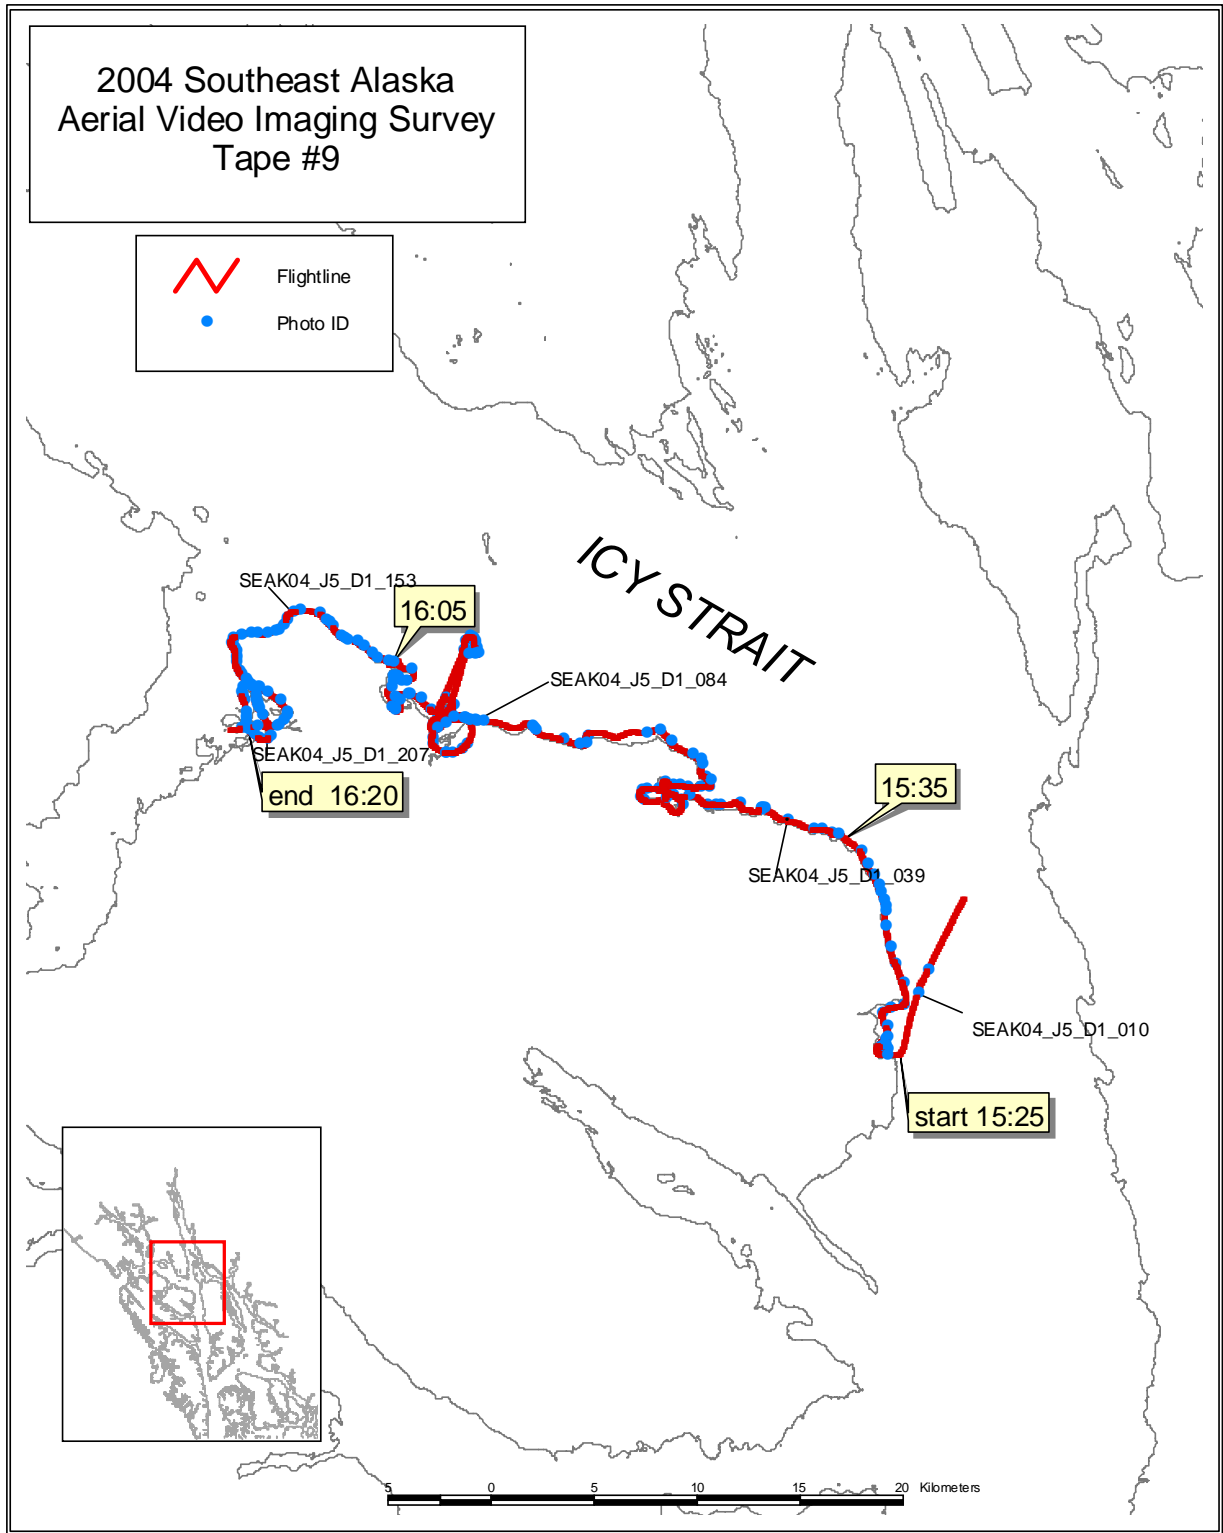 2004 Southeast Alaska
Aerial Video Imaging Survey
Tape #9
Flightline
Photo ID
ICY STRAIT
SEAK04_J5_D1_153
16:05
SEAK04_J5_D1_084
SEAK04_J5_D1_207
end 16:20
15:35
SEAK04_J5_D1_039
SEAK04_J5_D1_010
start 15:25
5 0 5 10 15 20 Kilometers